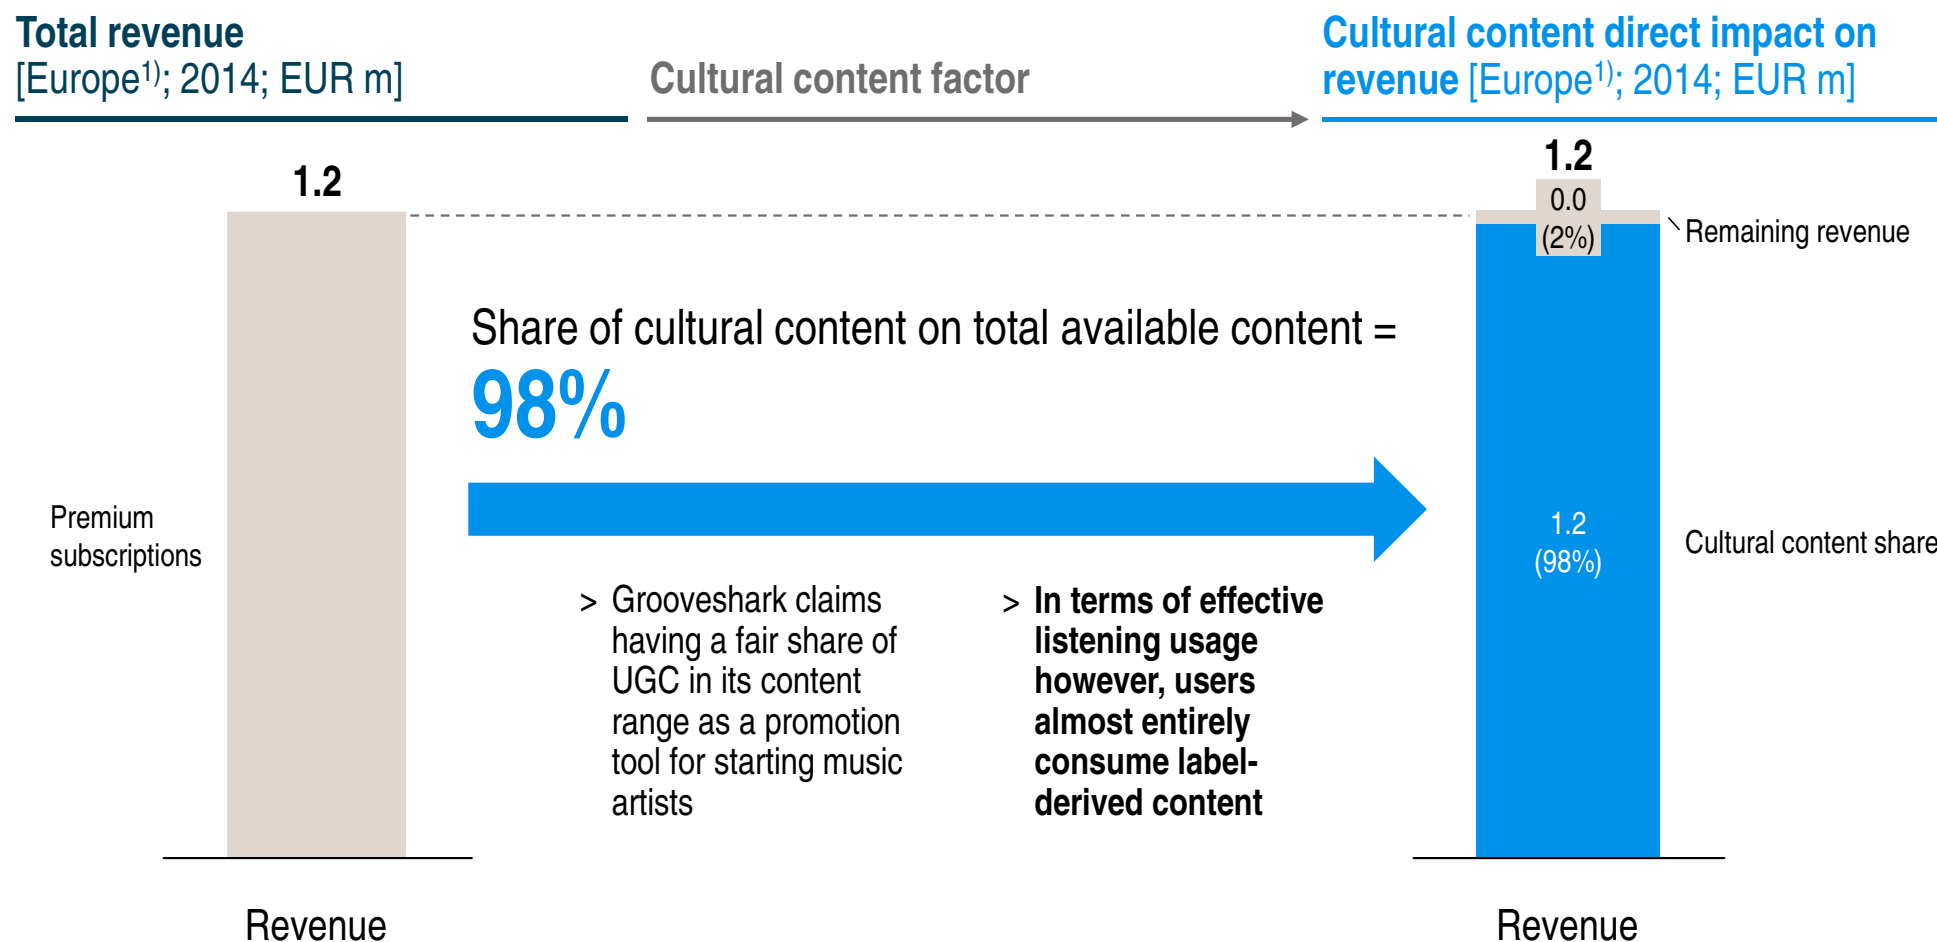 Total revenue
[Europe1); 2014; EUR m]
Cultural content factor
Cultural content direct impact on
revenue [Europe1); 2014; EUR m]
1.2
1.2
0.0
(2%)
Remaining revenue
Share of cultural content on total available content =
98%
Premium
subscriptions
1.2
(98%)
Cultural content share
> Grooveshark claims
having a fair share of
UGC in its content
range as a promotion
tool for starting music
artists
> In terms of effective
listening usage
however, users
almost entirely
consume label-
derived content
Revenue
Revenue